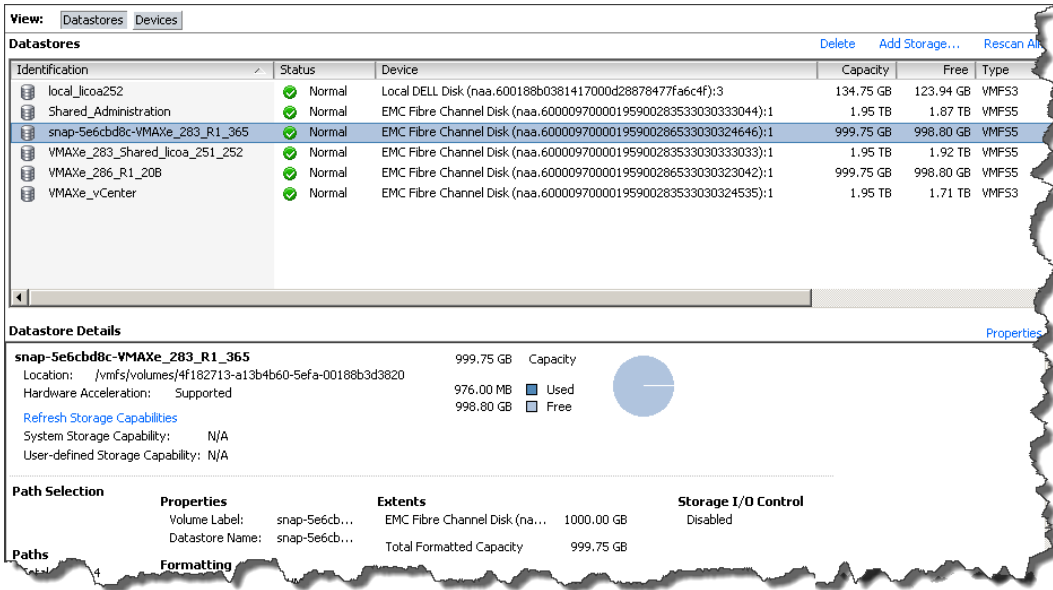 View: Datastores Devices
Datastores Delete Add Storage... Rescan All
Identification Status Device Capacity Free Type
local_licoa252 Normal Local DELL Disk (naa.600188b0381417000d28878477fa6c4f):3 134.75 GB 123.94 GB VMFS3
Shared_Administration Normal EMC Fibre Channel Disk (naa.60000970000195900286533030333044):1 1.95 TB 1.87 TB VMFS5
snap-5e6cbd8c-VMAXe_283_R1_365 Normal EMC Fibre Channel Disk (naa.60000970000195900286533030324646):1 999.75 GB 998.80 GB VMFS5
VMAXe_283_Shared_licoa_251_252 Normal EMC Fibre Channel Disk (naa.60000970000195900283533030333033):1 1.95 TB 1.92 TB VMFS5
VMAXe_286_R1_20B Normal EMC Fibre Channel Disk (naa.60000970000195900286533030323042):1 999.75 GB 998.80 GB VMFS5
VMAXe_vCenter Normal EMC Fibre Channel Disk (naa.60000970000195900283533030324535):1 1.95 TB 1.71 TB VMFS3
Datastore Details Properties
snap-5e6cbd8c-VMAXe_283_R1_365 999.75 GB Capacity
Location: /vmfs/volumes/4f182713-a13b4b60-5efa-00188b3d3820
Hardware Acceleration: Supported 976.00 MB Used
998.80 GB Free
Refresh Storage Capabilities
System Storage Capability: N/A
User-defined Storage Capability: N/A
Path Selection
Properties Extents Storage I/O Control
Volume Label: snap-5e6cb... EMC Fibre Channel Disk (na... 1000.00 GB Disabled
Datastore Name: snap-5e6cb...
Total Formatted Capacity 999.75 GB
Paths
Formatting
4